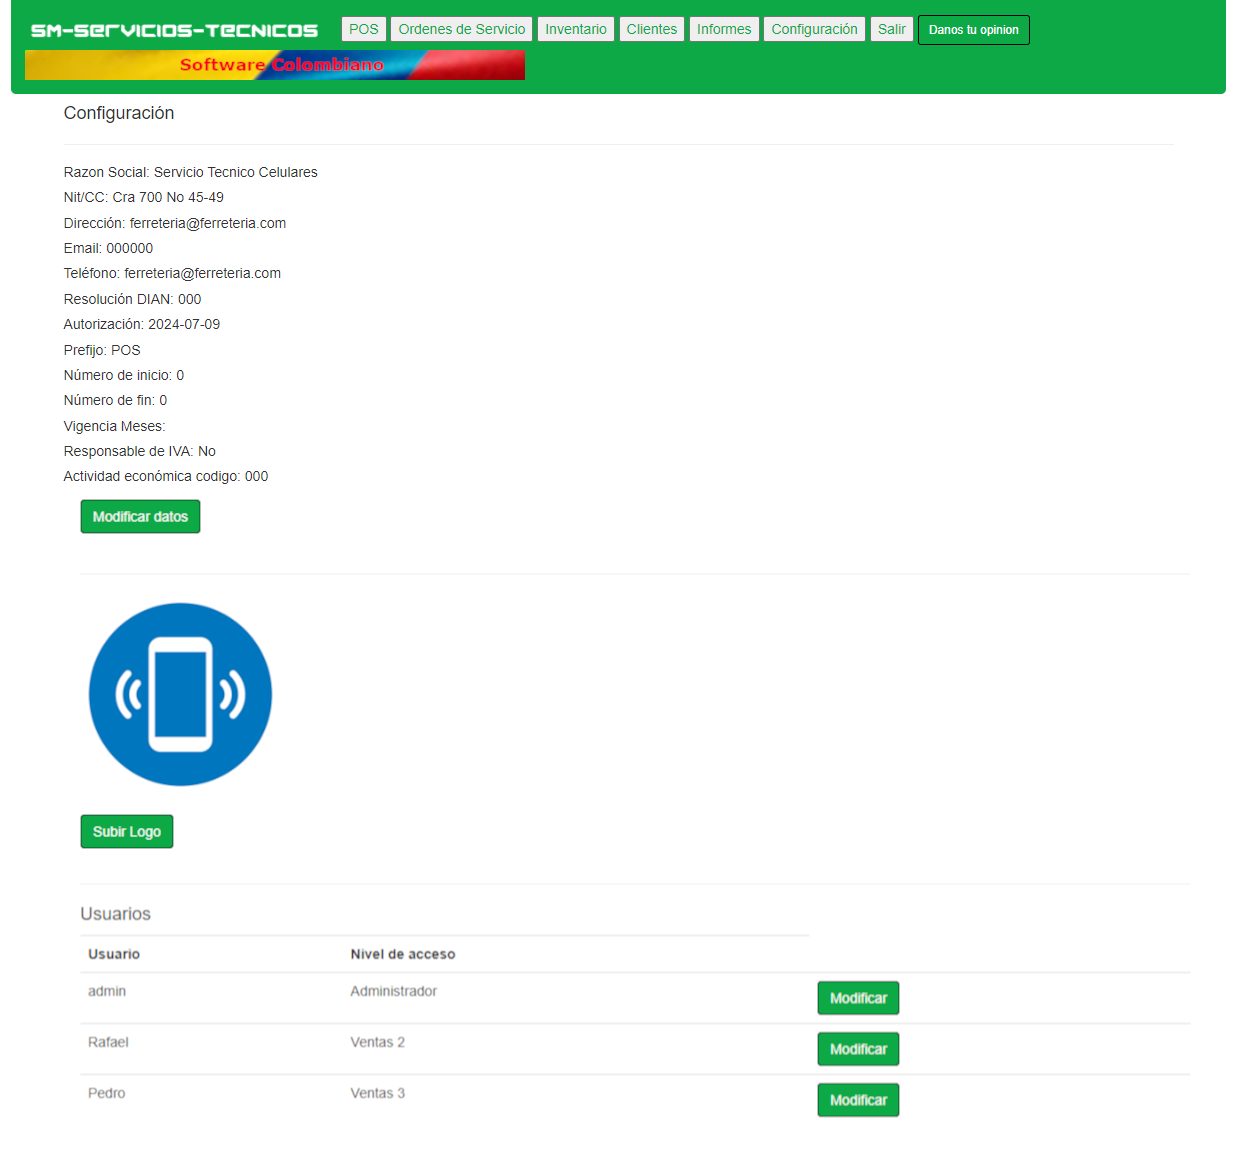 SM-Servicios-Tecnicos POS Ordenes de Servicio Inventario Clientes Informes Configuración Salir Danos tu opinion
Software Colombiano
Configuración
Razon Social: Servicio Tecnico Celulares
Nit/CC: Cra 700 No 45-49
Dirección: ferreteria@ferreteria.com
Email: 000000
Teléfono: ferreteria@ferreteria.com
Resolución DIAN: 000
Autorización: 2024-07-09
Prefijo: POS
Número de inicio: 0
Número de fin: 0
Vigencia Meses:
Responsable de IVA: No
Actividad económica codigo: 000
Modificar datos
Subir Logo
Usuarios
Usuario Nivel de acceso
admin Administrador Modificar
Rafael Ventas 2 Modificar
Pedro Ventas 3 Modificar